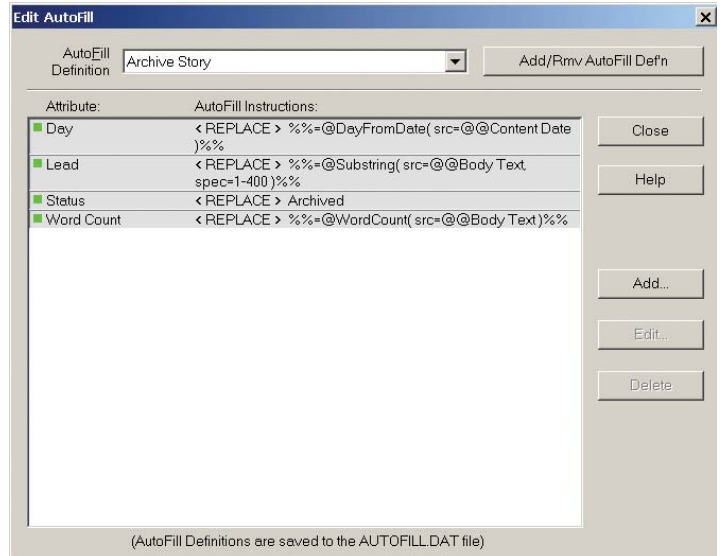 Edit AutoFill
AutoFill
Definition
Archive Story
Add/Rmv AutoFill Def'n
Attribute: AutoFill Instructions:
Day < REPLACE > %%=@DayFromDate( src=@@Content Date
)%%
Lead < REPLACE > %%=@Substring( src=@@Body Text,
spec=1-400 )%%
Status < REPLACE > Archived
Word Count < REPLACE > %%=@WordCount( src=@@Body Text )%%
Close
Help
Add...
Edit...
Delete
(AutoFill Definitions are saved to the AUTOFILL.DAT file)